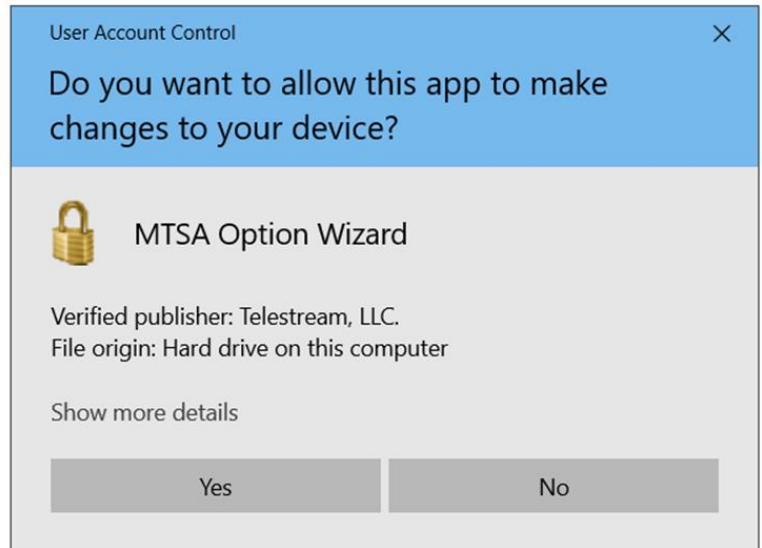 User Account Control
Do you want to allow this app to make
changes to your device?
MTSA Option Wizard
Verified publisher: Telestream, LLC.
File origin: Hard drive on this computer
Show more details
Yes
No